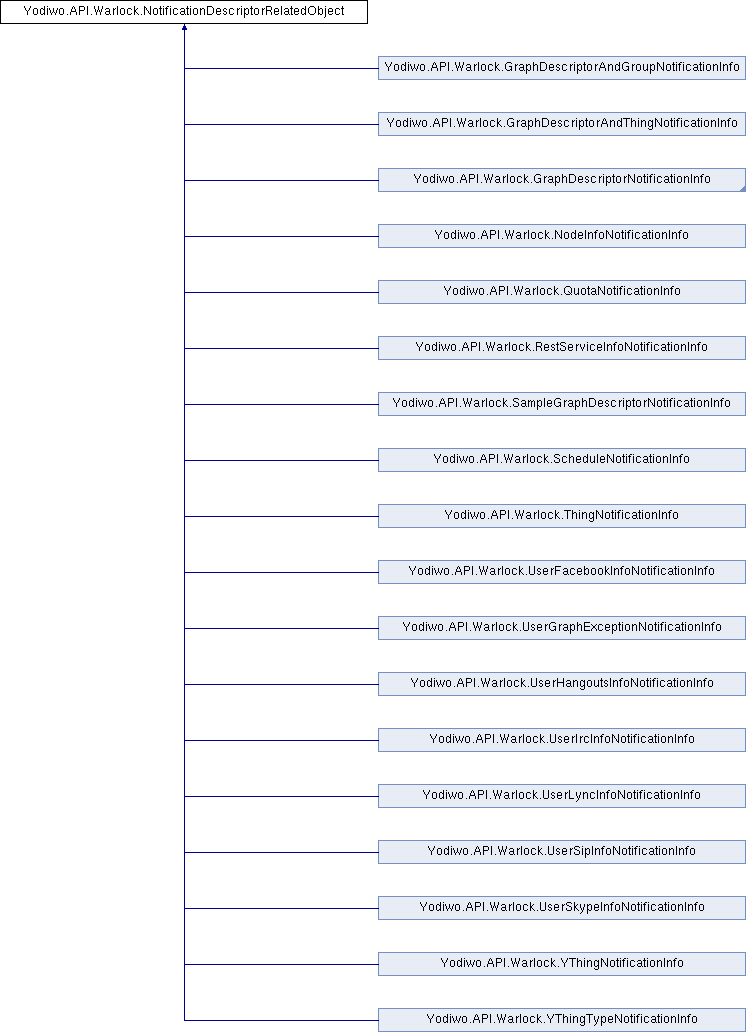 Yodiwo.API.Warlock.NotificationDescriptorRelatedObject
Yodiwo.API.Warlock.GraphDescriptorAndGroupNotificationInfo
Yodiwo.API.Warlock.GraphDescriptorAndThingNotificationInfo
Yodiwo.API.Warlock.GraphDescriptorNotificationInfo
Yodiwo.API.Warlock.NodeInfoNotificationInfo
Yodiwo.API.Warlock.QuotaNotificationInfo
Yodiwo.API.Warlock.RestServiceInfoNotificationInfo
Yodiwo.API.Warlock.SampleGraphDescriptorNotificationInfo
Yodiwo.API.Warlock.ScheduleNotificationInfo
Yodiwo.API.Warlock.ThingNotificationInfo
Yodiwo.API.Warlock.UserFacebookInfoNotificationInfo
Yodiwo.API.Warlock.UserGraphExceptionNotificationInfo
Yodiwo.API.Warlock.UserHangoutsInfoNotificationInfo
Yodiwo.API.Warlock.UserIrcInfoNotificationInfo
Yodiwo.API.Warlock.UserLyncInfoNotificationInfo
Yodiwo.API.Warlock.UserSipInfoNotificationInfo
Yodiwo.API.Warlock.UserSkypeInfoNotificationInfo
Yodiwo.API.Warlock.YThingNotificationInfo
Yodiwo.API.Warlock.YThingTypeNotificationInfo